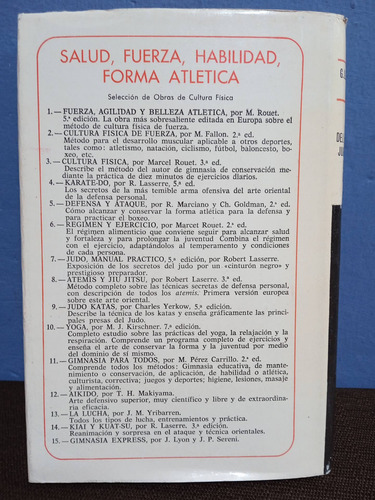 SALUD, FUERZA, HABILIDAD,
FORMA ATLETICA
Selección de Obras de Cultura Física
1. — FUERZA, AGILIDAD Y BELLEZA ATLETICA, por M. Rouet.
5.ª edición. La obra más sobresaliente editada en Europa sobre el
método de cultura física de fuerza.
2. — CULTURA FISICA DE FUERZA, por M. Fallon. 2.ª ed.
Método para el desarrollo muscular aplicable a otros deportes,
tales como: atletismo, natación, ciclismo, fútbol, baloncesto, bo-
xeo, etc.
3. — CULTURA FISICA, por Marcel Rouet. 3.ª ed.
Describe el método del autor de gimnasia de conservación me-
diante la práctica de diez minutos de ejercicios diarios.
4. — KARATE-DO, por R. Lasserre, 5.ª ed.
Los secretos de la más temible arma ofensiva del arte oriental
de la defensa personal.
5. — DEFENSA Y ATAQUE, por R. Marciano y Ch. Goldman, 2.ª ed.
Cómo alcanzar y conservar la forma atlética para la defensa y
para practicar el boxeo.
6. — REGIMEN Y EJERCICIO, por Marcet Rouet. 2.ª ed.
El régimen alimenticio que conviene seguir para alcanzar salud
y fortaleza y para prolongar la juventud Combina el régimen
con el ejercicio, adaptándolos al temperamento y condiciones
de cada persona.
7. — JUDO, MANUAL PRACTICO, 5.ª edición, por Robert Lasserre.
Exposición de los secretos del judo por un «cinturón negro» y
prestigioso preparador.
8. — ATEMIS Y JIU JITSU, por Robert Laserre. 3.ª ed.
Método completo sobre las técnicas secretas de defensa personal,
con descripción de todos los atemis. Primera versión europea
sobre este arte oriental.
9. — JUDO KATAS, por Charles Yerkow, 5.ª edición.
Describe la técnica de los katas y enseña gráficamente las princi-
pales presas del Judo.
10. — YOGA, por M. J. Kirschner. 7.ª edición.
Completo estudio sobre las prácticas del yoga, la relajación y la
respiración. Comprende un programa completo de ejercicios y
enseña el arte de conservar la forma y la juventud por medio
del dominio de sí mismo.
11. — GIMNASIA PARA TODOS, por M. Pérez Carrillo. 2.ª ed.
Comprende todos los métodos: Gimnasia educativa, de mante-
nimiento o conservación, de aplicación, de habilidad o atlética,
culturista, correctiva; juegos y deportes; higiene, lesiones, masaje
y alimentación.
12. — AIKIDO, por T. H. Makiyama.
Arte defensivo superior, muy científico y libre y de extraordina-
ria eficacia.
13. — LA LUCHA, por J. M. Yribarren.
Todos los tipos de lucha, entrenamientos y práctica.
14. — KIAI Y KUAT-SU, por R. Laserre. 3.ª edición.
Reanimación y sorpresa en el ataque y técnica orientales.
15. — GIMNASIA EXPRESS, por J. Lyon y J. P. Sereni.